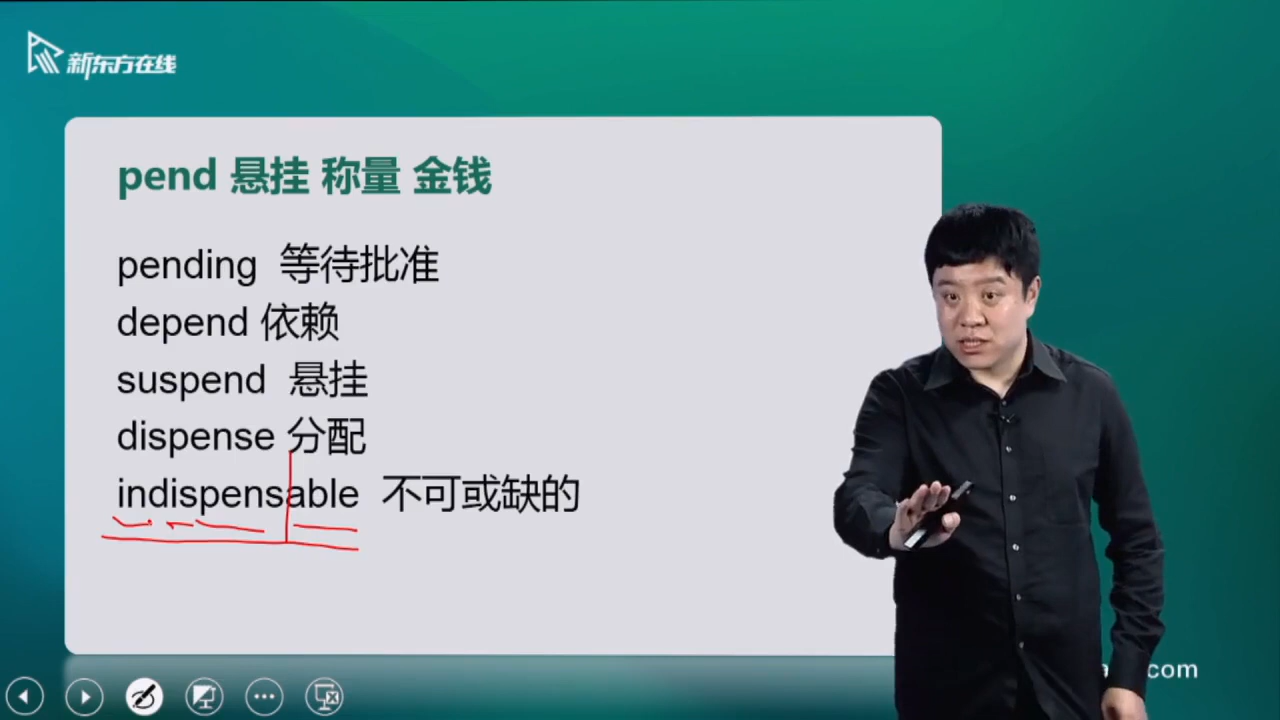 新东方在线
pend 悬挂 称量 金钱
pending 等待批准
depend 依赖
suspend 悬挂
dispense 分配
indispensable 不可或缺的
.com